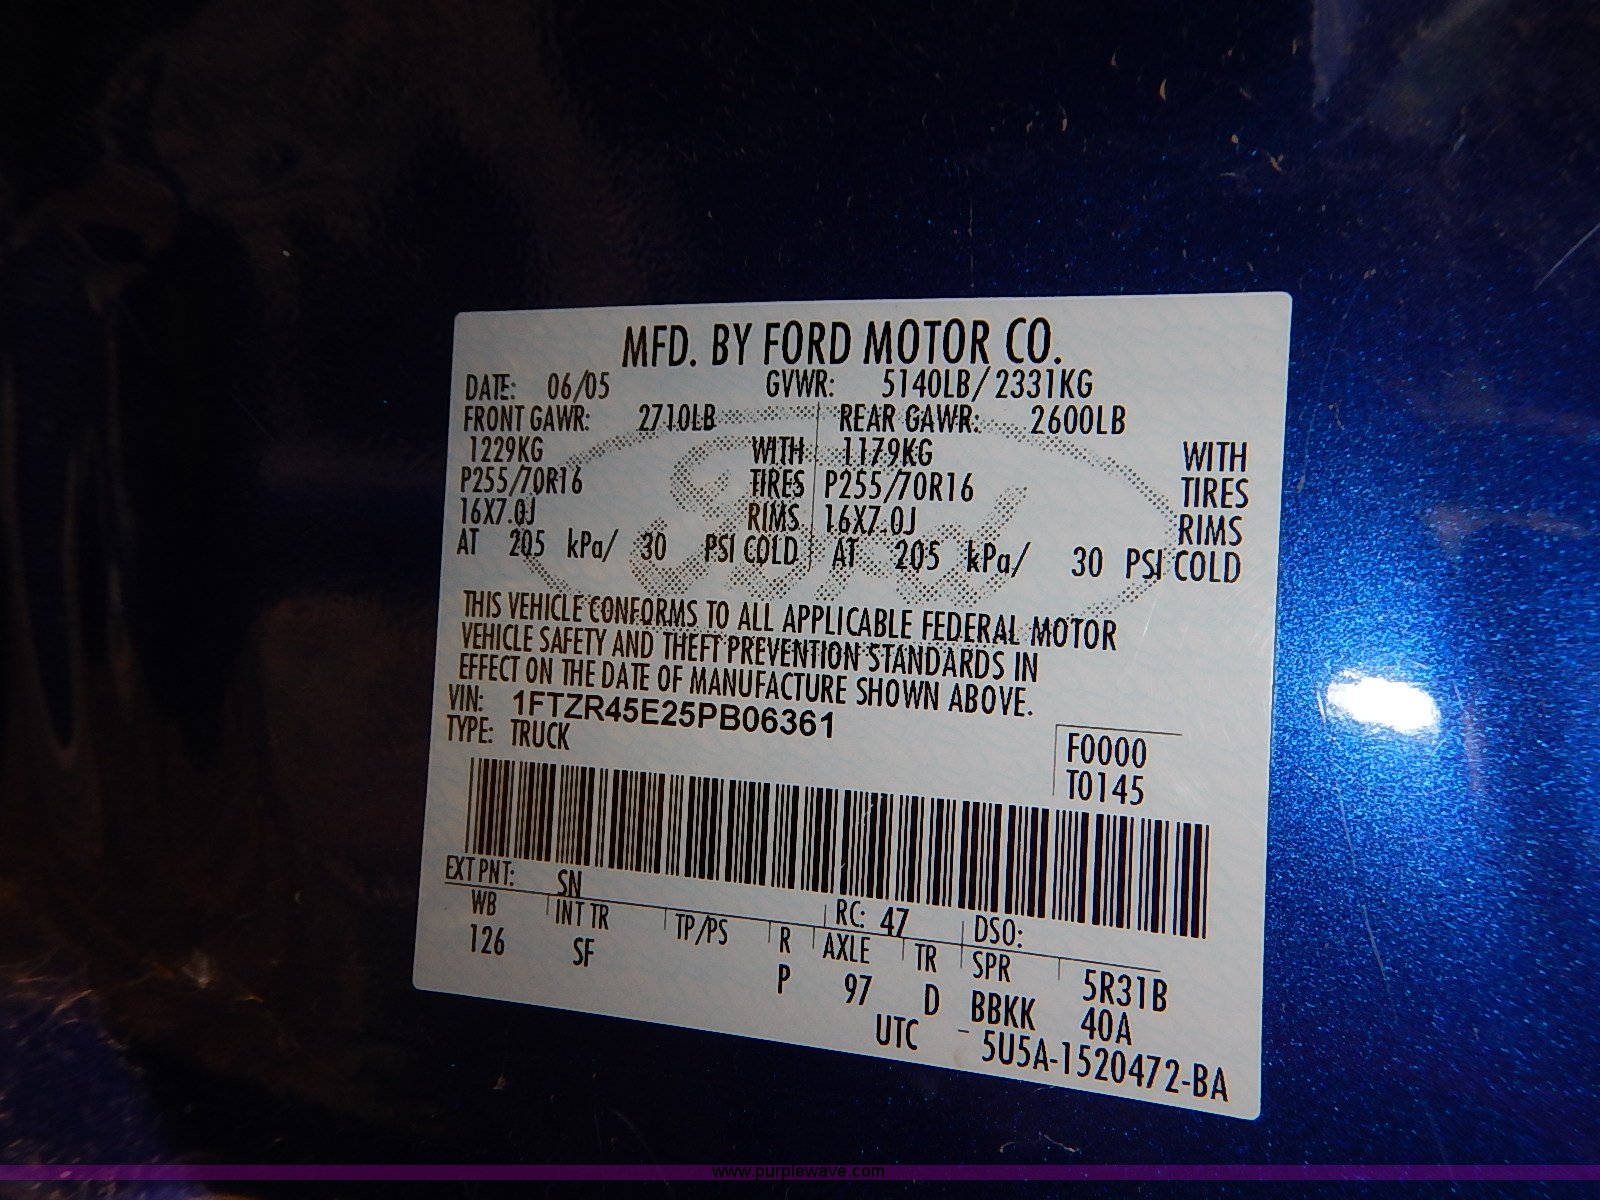 MFD. BY FORD MOTOR CO.
DATE: 06/05 GVWR: 5140LB/2331KG
FRONT GAWR: 2710LB REAR GAWR: 2600LB
1229KG WITH 1179KG WITH
P255/70R16 TIRES P255/70R16 TIRES
16X7.0J RIMS 16X7.0J RIMS
AT 205 kPa/ 30 PSI COLD AT 205 kPa/ 30 PSI COLD
THIS VEHICLE CONFORMS TO ALL APPLICABLE FEDERAL MOTOR
VEHICLE SAFETY AND THEFT PREVENTION STANDARDS IN
EFFECT ON THE DATE OF MANUFACTURE SHOWN ABOVE.
VIN: 1FTZR45E25PB06361
TYPE: TRUCK
F0000
T0145
EXT PNT: SN RC: 47 DSO:
WB INT TR TP/PS R AXLE TR SPR 5R31B
126 SF P 97 D BBKK 40A
UTC - 5U5A-1520472-BA
Ford
www.purplewave.com